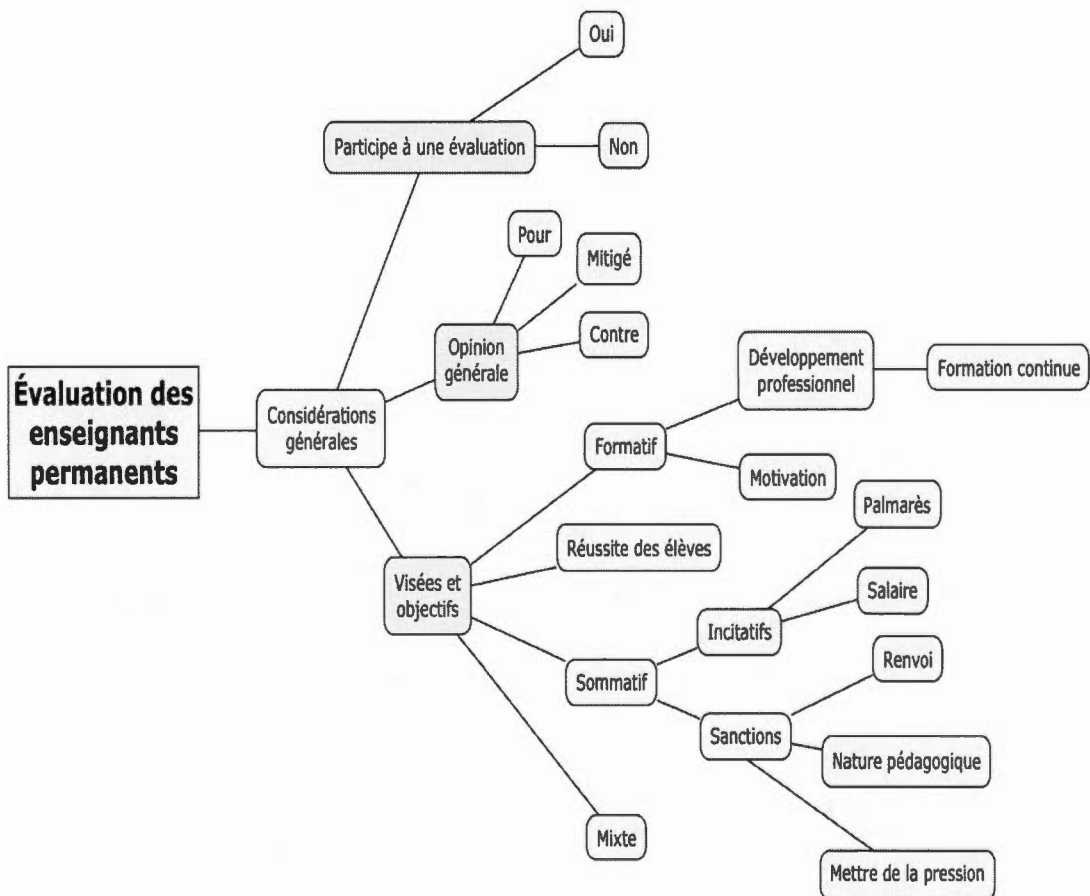 Oui
Participe à une évaluation
Non
Pour
Mitigé
Opinion
générale
Contre
Développement
professionnel
Formation continue
Évaluation des
enseignants
permanents
Considérations
générales
Formatif
Motivation
Palmarès
Réussite des élèves
Visées et
objectifs
Salaire
Incitatifs
Renvoi
Sommatif
Sanctions
Nature pédagogique
Mixte
Mettre de la pression